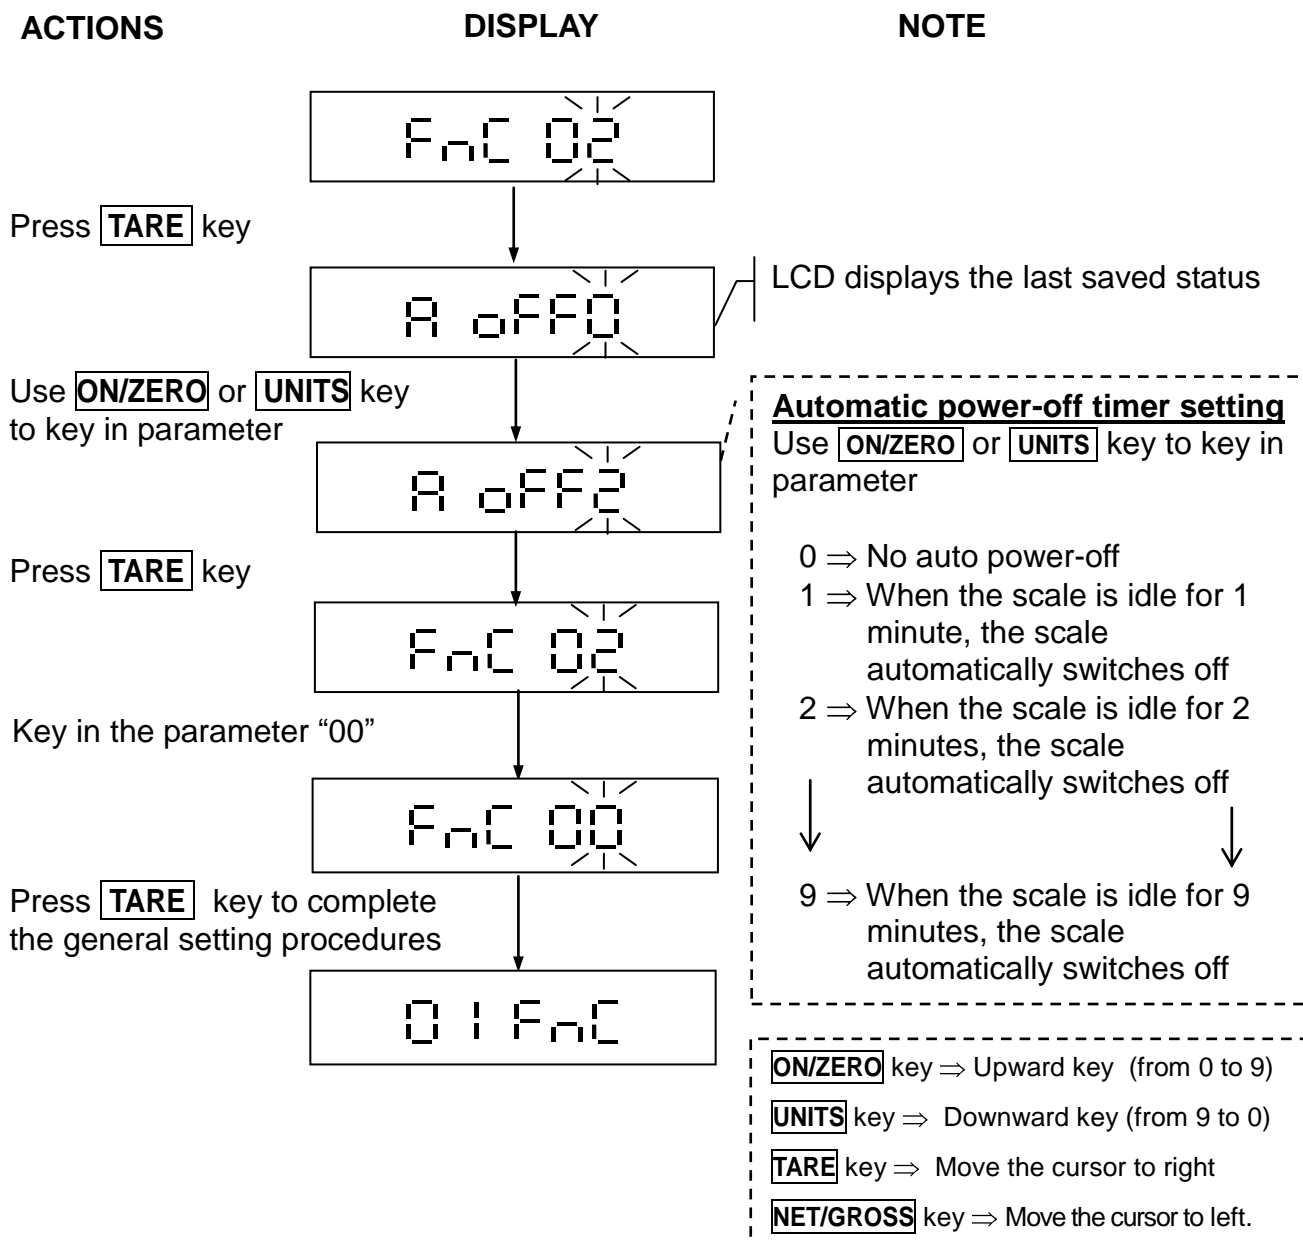 ACTIONS DISPLAY NOTE
FnC 02
Press TARE key
A oFF0
LCD displays the last saved status
Use ON/ZERO or UNITS key
to key in parameter
A oFF2
Automatic power-off timer setting
Use ON/ZERO or UNITS key to key in
parameter
0 ⇒ No auto power-off
1 ⇒ When the scale is idle for 1
minute, the scale
automatically switches off
2 ⇒ When the scale is idle for 2
minutes, the scale
automatically switches off
9 ⇒ When the scale is idle for 9
minutes, the scale
automatically switches off
Press TARE key
FnC 02
Key in the parameter “00”
FnC 00
Press TARE key to complete
the general setting procedures
01 FnC
ON/ZERO key ⇒ Upward key (from 0 to 9)
UNITS key ⇒ Downward key (from 9 to 0)
TARE key ⇒ Move the cursor to right
NET/GROSS key ⇒ Move the cursor to left.